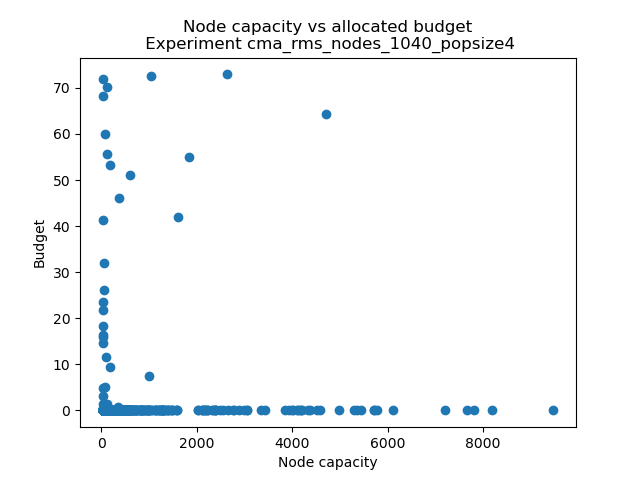 Node capacity vs allocated budget
Experiment cma_rms_nodes_1040_popsize4
70
60
50
40
30
20
10
0
Budget
0 2000 4000 6000 8000
Node capacity